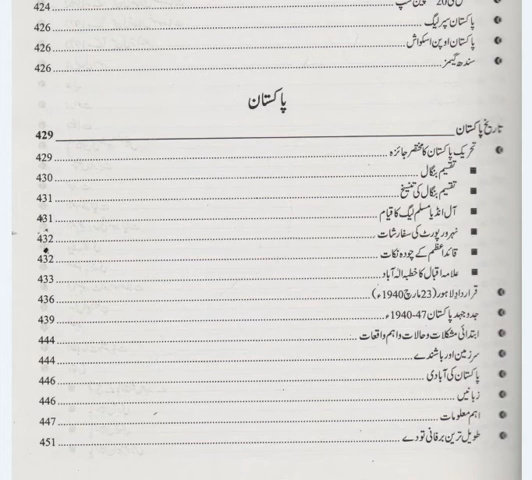 ٹی 20 ... 424
پاکستان سپر لیگ ... 426
پاکستان اوپن اسکواش ... 426
سندھ گیمز ... 426
پاکستان
تاریخ پاکستان ... 429
تحریک پاکستان کا مختصر جائزہ ... 429
تقسیم بنگال ... 430
تقسیم بنگال کی تنسیخ ... 431
آل انڈیا مسلم لیگ کا قیام ... 431
نہرو رپورٹ کی سفارشات ... 432
قائداعظم کے چودہ نکات ... 432
علامہ اقبال کا خطبہ الٰہ آباد ... 433
قرارداد لاہور (23 مارچ 1940ء) ... 436
جدوجہد پاکستان 47-1940ء ... 439
ابتدائی مشکلات و حالات و اہم واقعات ... 444
سرزمین اور باشندے ... 444
پاکستان کی آبادی ... 446
زبانیں ... 446
اہم معلومات ... 447
طویل ترین برفانی تودے ... 451